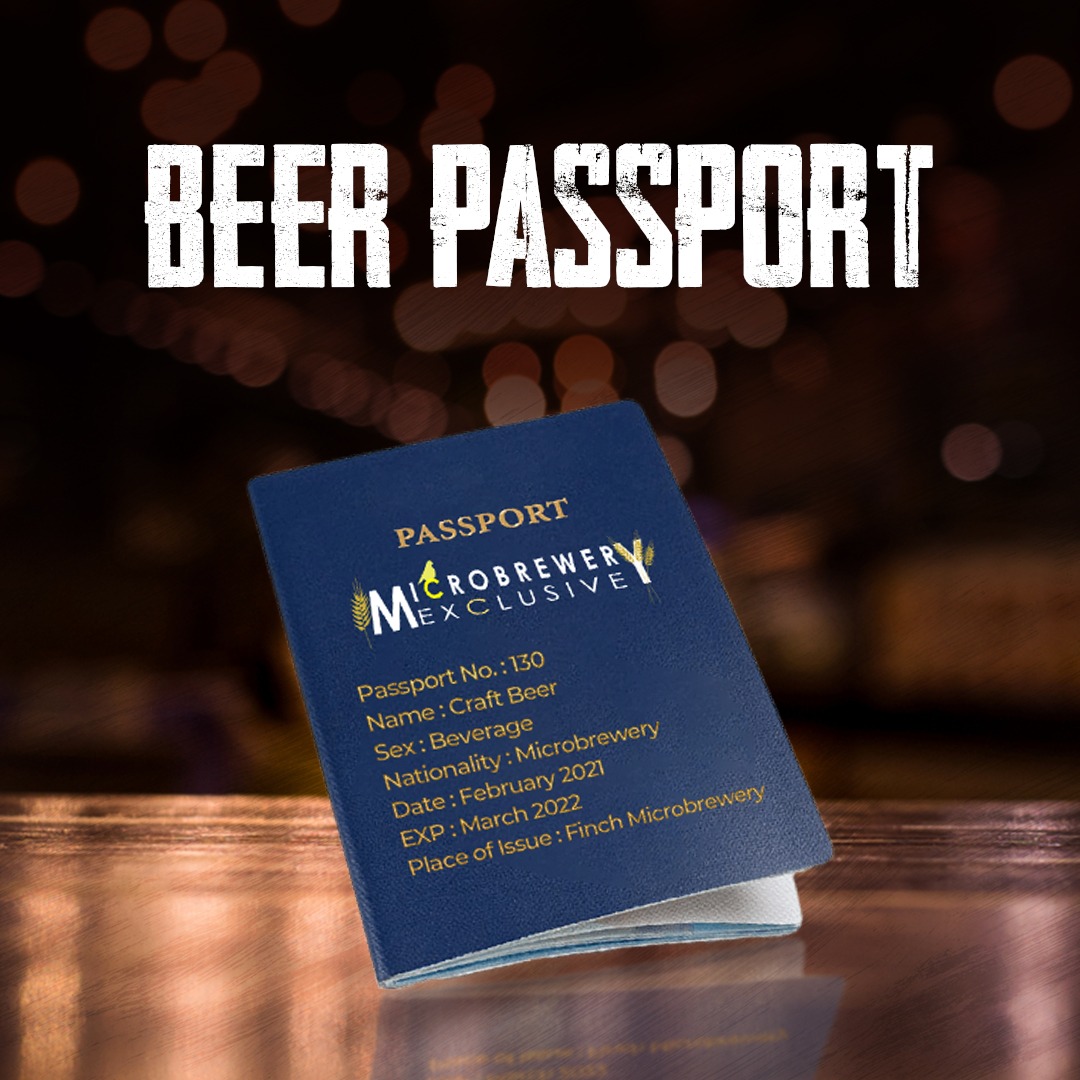 BEER PASSPORT
PASSPORT
MICROBREWERY
EXCLUSIVE
Passport No. : 130
Name : Craft Beer
Sex : Beverage
Nationality : Microbrewery
Date : February 2021
EXP : March 2022
Place of Issue : Finch Microbrewery